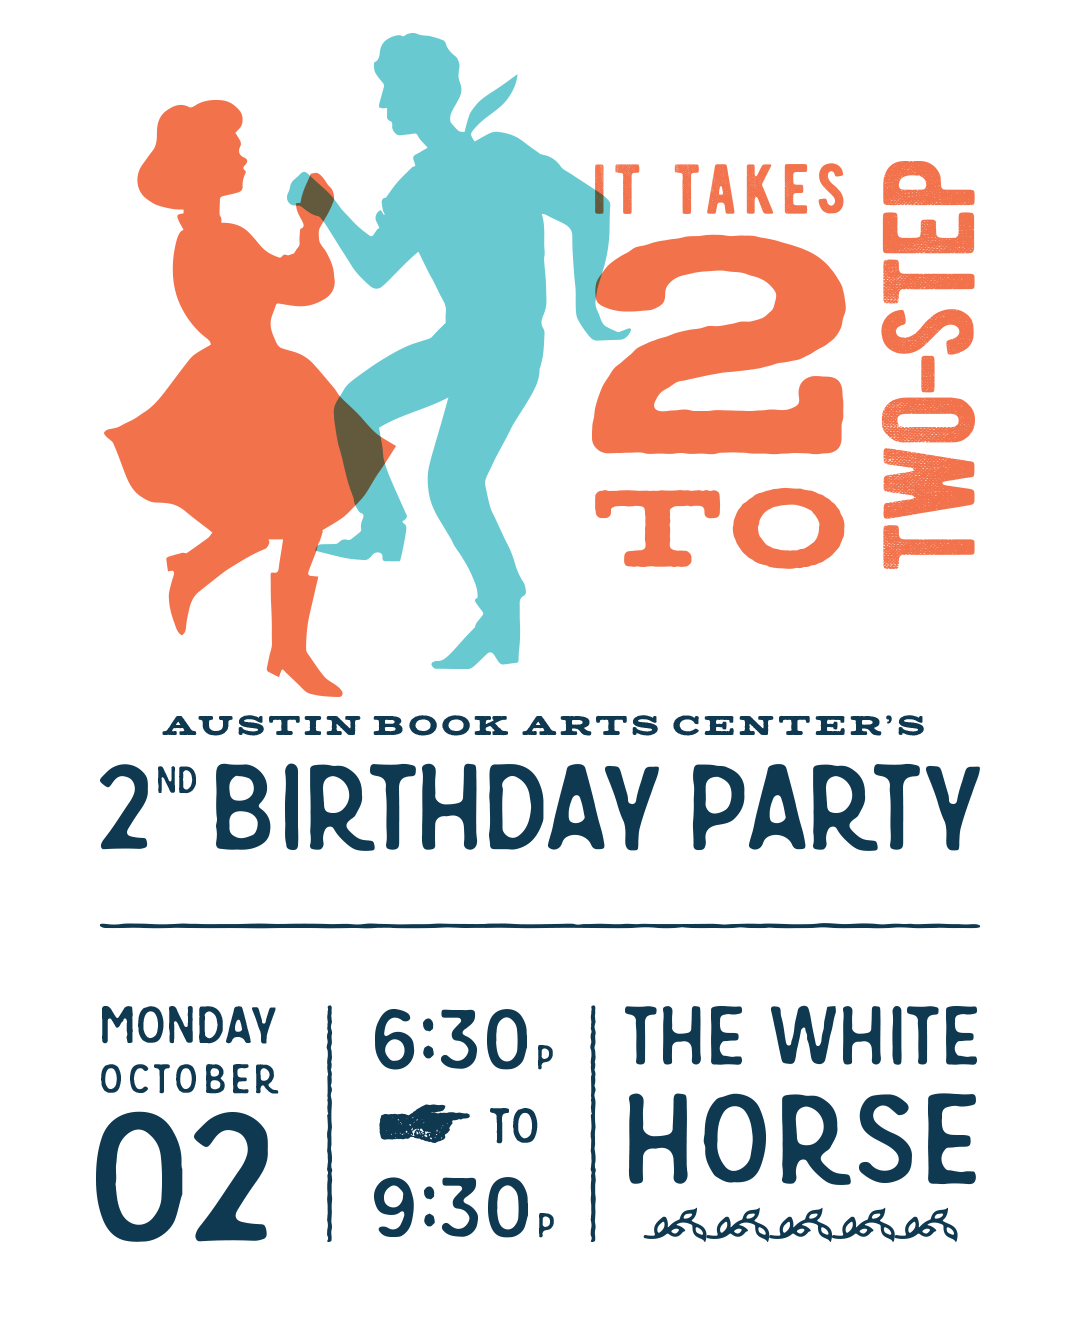 IT TAKES
2
TO
TWO-STEP
AUSTIN BOOK ARTS CENTER'S
2ND BIRTHDAY PARTY
MONDAY
OCTOBER
02
6:30P
TO
9:30P
THE WHITE
HORSE